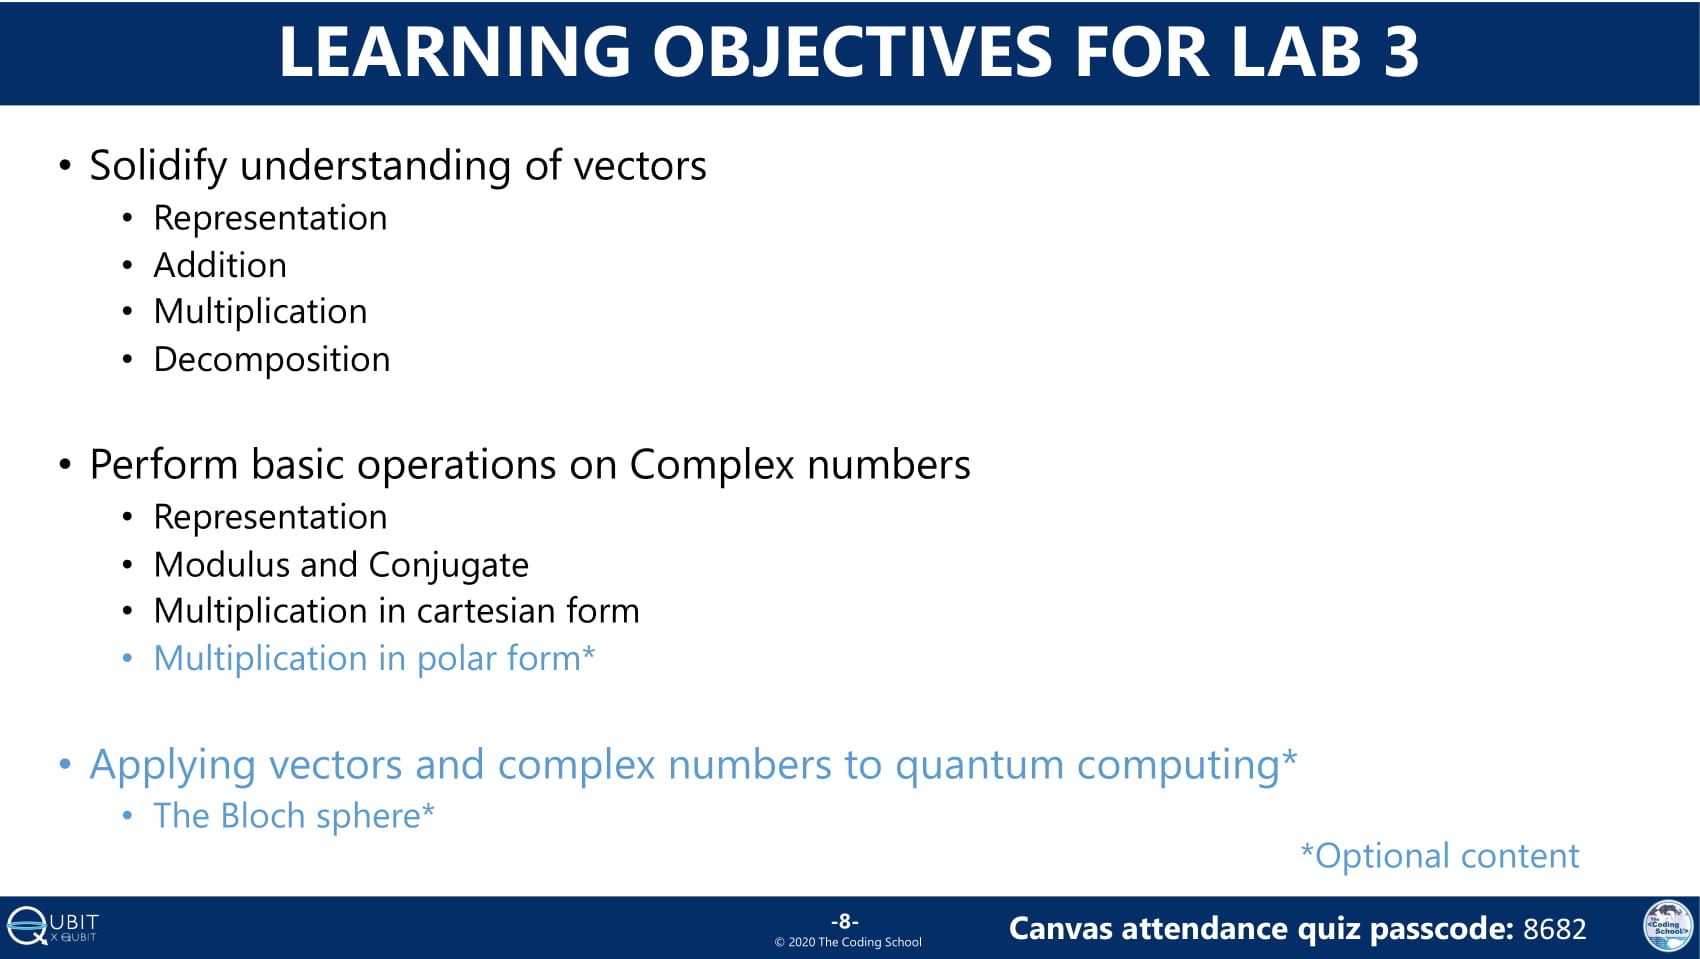 LEARNING OBJECTIVES FOR LAB 3
• Solidify understanding of vectors
• Representation
• Addition
• Multiplication
• Decomposition
• Perform basic operations on Complex numbers
• Representation
• Modulus and Conjugate
• Multiplication in cartesian form
• Multiplication in polar form*
• Applying vectors and complex numbers to quantum computing*
• The Bloch sphere*
*Optional content
QUBIT
X QUBIT
-8-
© 2020 The Coding School
Canvas attendance quiz passcode: 8682
The
<Coding
School/>